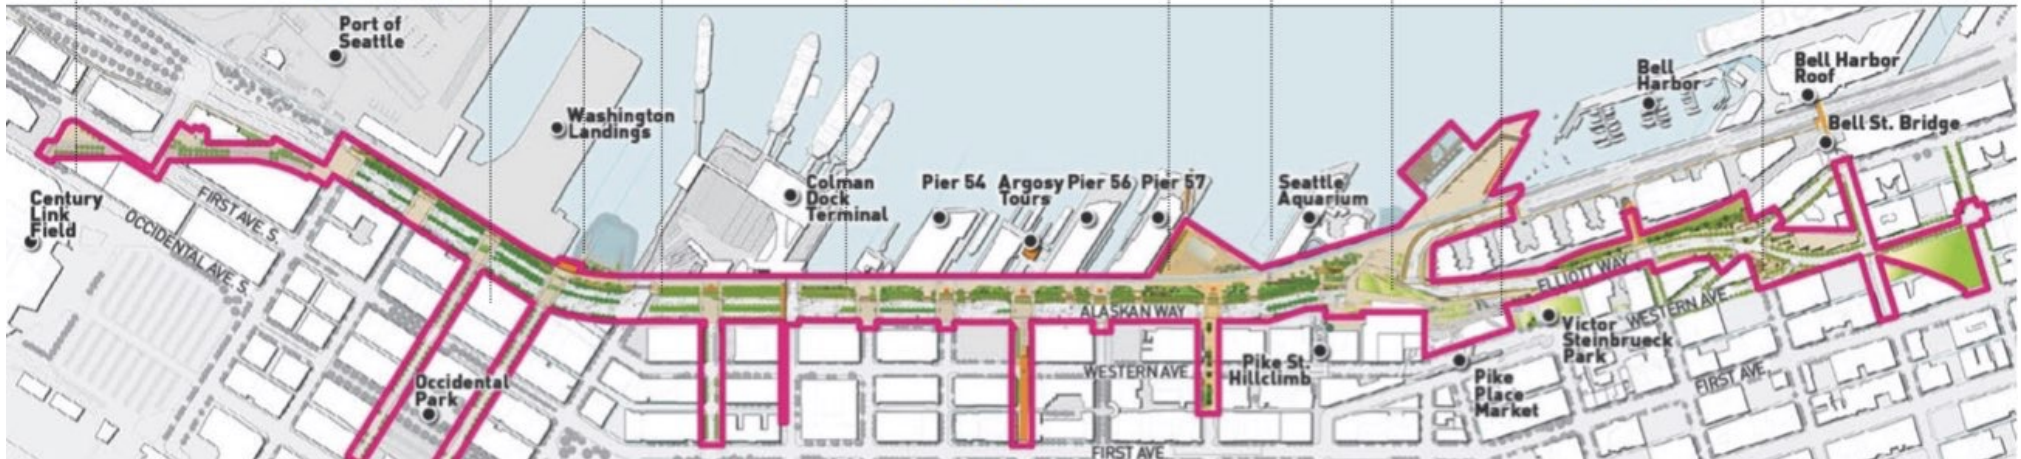 Port of
Seattle
Washington
Landings
Century
Link
Field
FIRST AVE. S.
OCCIDENTAL AVE. S.
Occidental
Park
Colman
Dock
Terminal
Pier 54
Argosy
Tours
Pier 56
Pier 57
Seattle
Aquarium
ALASKAN WAY
WESTERN AVE.
FIRST AVE.
Pike St.
Hillclimb
Bell
Harbor
Bell Harbor
Roof
Bell St. Bridge
ELLIOTT WAY
WESTERN AVE.
Victor
Steinbrueck
Park
Pike
Place
Market
FIRST AVE.